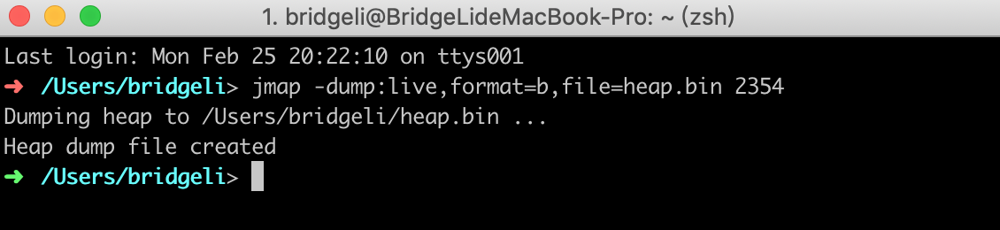 1. bridgeli@BridgeLideMacBook-Pro: ~ (zsh)
Last login: Mon Feb 25 20:22:10 on ttys001
➜ /Users/bridgeli> jmap -dump:live,format=b,file=heap.bin 2354
Dumping heap to /Users/bridgeli/heap.bin ...
Heap dump file created
➜ /Users/bridgeli>